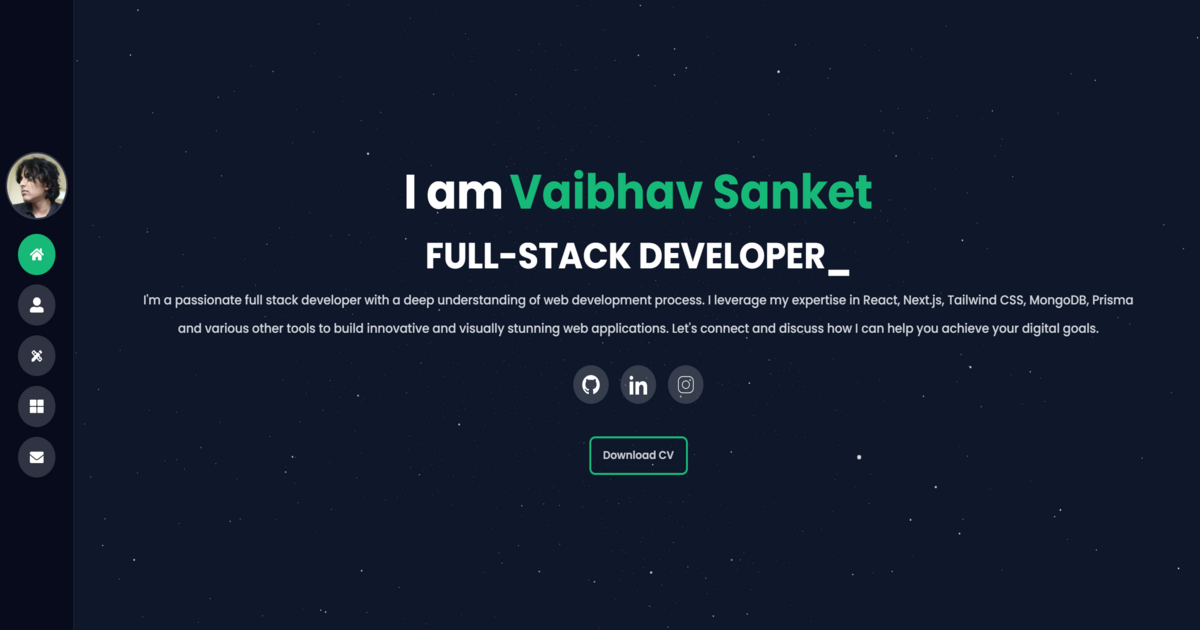 I am Vaibhav Sanket
FULL-STACK DEVELOPER_
I'm a passionate full stack developer with a deep understanding of web development process. I leverage my expertise in React, Next.js, Tailwind CSS, MongoDB, Prisma
and various other tools to build innovative and visually stunning web applications. Let's connect and discuss how I can help you achieve your digital goals.
in
Download CV